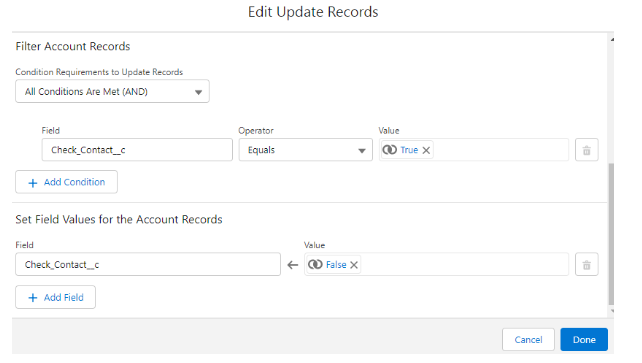 Edit Update Records
Filter Account Records
Condition Requirements to Update Records
All Conditions Are Met (AND)
Field Operator Value
Check_Contact__c Equals True
+ Add Condition
Set Field Values for the Account Records
Field Value
Check_Contact__c False
+ Add Field
Cancel Done